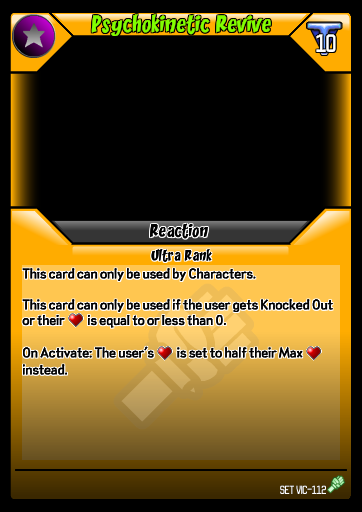 Psychokinetic Revive
10
Reaction
Ultra Rank
This card can only be used by Characters.
This card can only be used if the user gets Knocked Out
or their is equal to or less than 0.
On Activate: The user's is set to half their Max
instead.
SET VIC-112